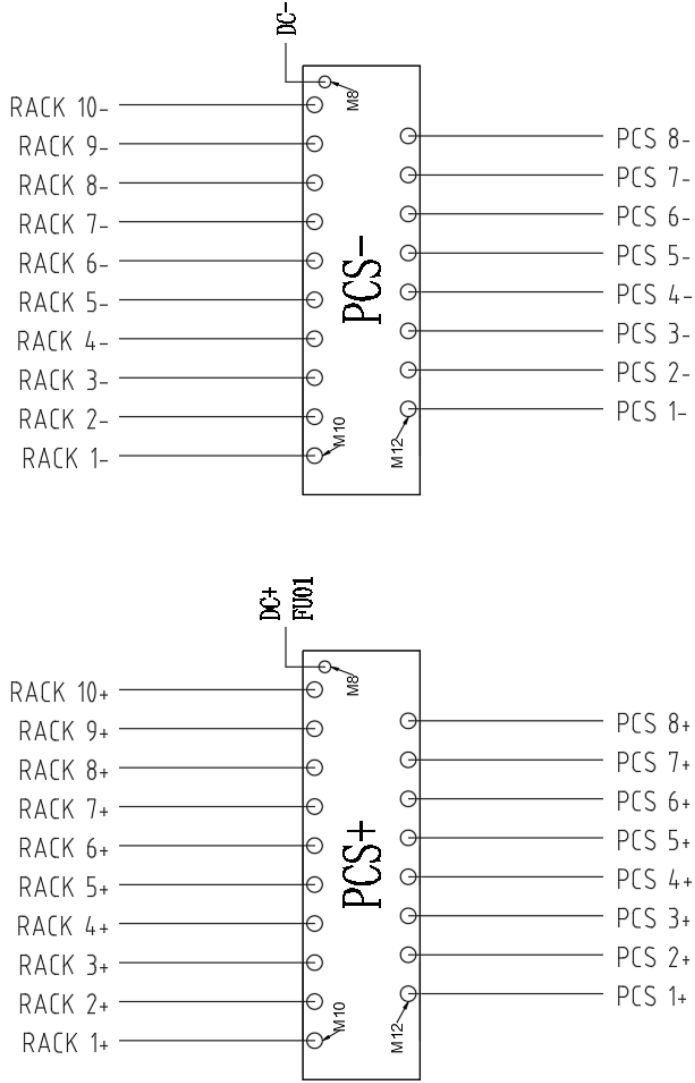 DC-
M8
RACK 10-
RACK 9-
RACK 8-
RACK 7-
RACK 6-
RACK 5-
RACK 4-
RACK 3-
RACK 2-
RACK 1-
PCS-
M10
M12
PCS 8-
PCS 7-
PCS 6-
PCS 5-
PCS 4-
PCS 3-
PCS 2-
PCS 1-
DC+
FU01
M8
RACK 10+
RACK 9+
RACK 8+
RACK 7+
RACK 6+
RACK 5+
RACK 4+
RACK 3+
RACK 2+
RACK 1+
PCS+
M10
M12
PCS 8+
PCS 7+
PCS 6+
PCS 5+
PCS 4+
PCS 3+
PCS 2+
PCS 1+